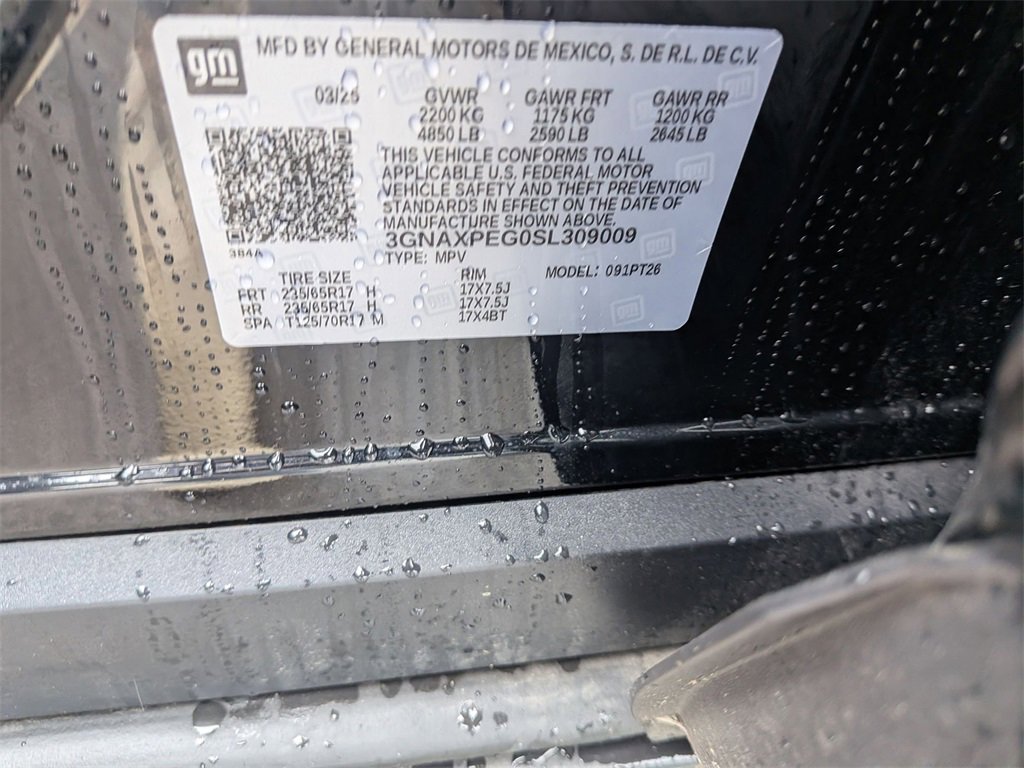 gm
MFD BY GENERAL MOTORS DE MEXICO, S. DE R.L. DE C.V.
03/25 GVWR GAWR FRT GAWR RR
2200 KG 1175 KG 1200 KG
4850 LB 2590 LB 2645 LB
THIS VEHICLE CONFORMS TO ALL
APPLICABLE U.S. FEDERAL MOTOR
VEHICLE SAFETY AND THEFT PREVENTION
STANDARDS IN EFFECT ON THE DATE OF
MANUFACTURE SHOWN ABOVE.
3GNAXPEG0SL309009
384A TYPE: MPV
TIRE SIZE RIM MODEL: 091PT26
FRT 235/65R17 H 17X7.5J
RR 235/65R17 H 17X7.5J
SPA T125/70R17 M 17X4BT